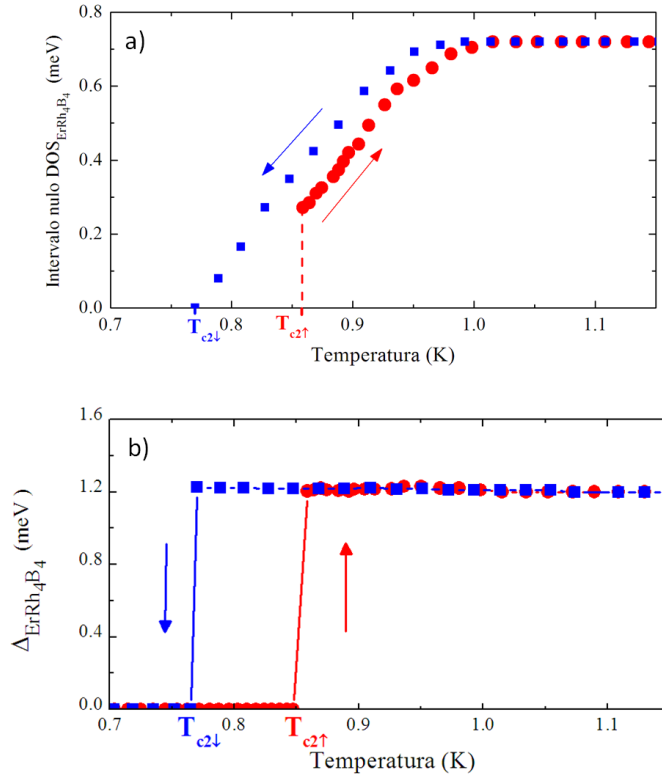 a)
Intervalo nulo DOS_ErRh₄B₄ (meV)
0.8
0.6
0.4
0.2
0.0
T_c2↓
T_c2↑
0.7 0.8 0.9 1.0 1.1
Temperatura (K)
b)
Δ_ErRh₄B₄ (meV)
1.6
1.2
0.8
0.4
0.0
0.7 0.8 0.9 1.0 1.1
T_c2↓ T_c2↑
Temperatura (K)